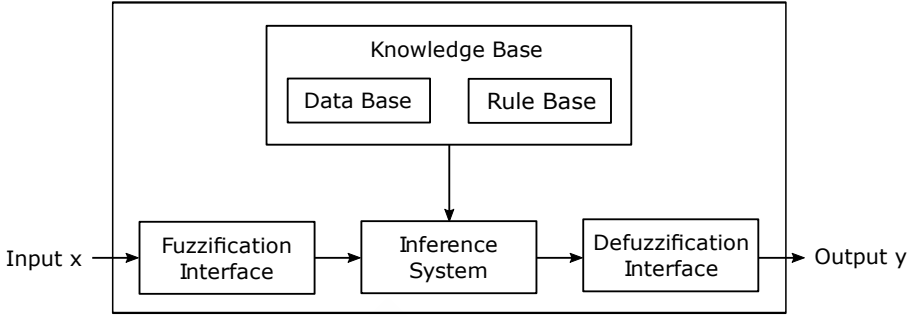 Knowledge Base
Data Base
Rule Base
Input x
Fuzzification
Interface
Inference
System
Defuzzification
Interface
Output y